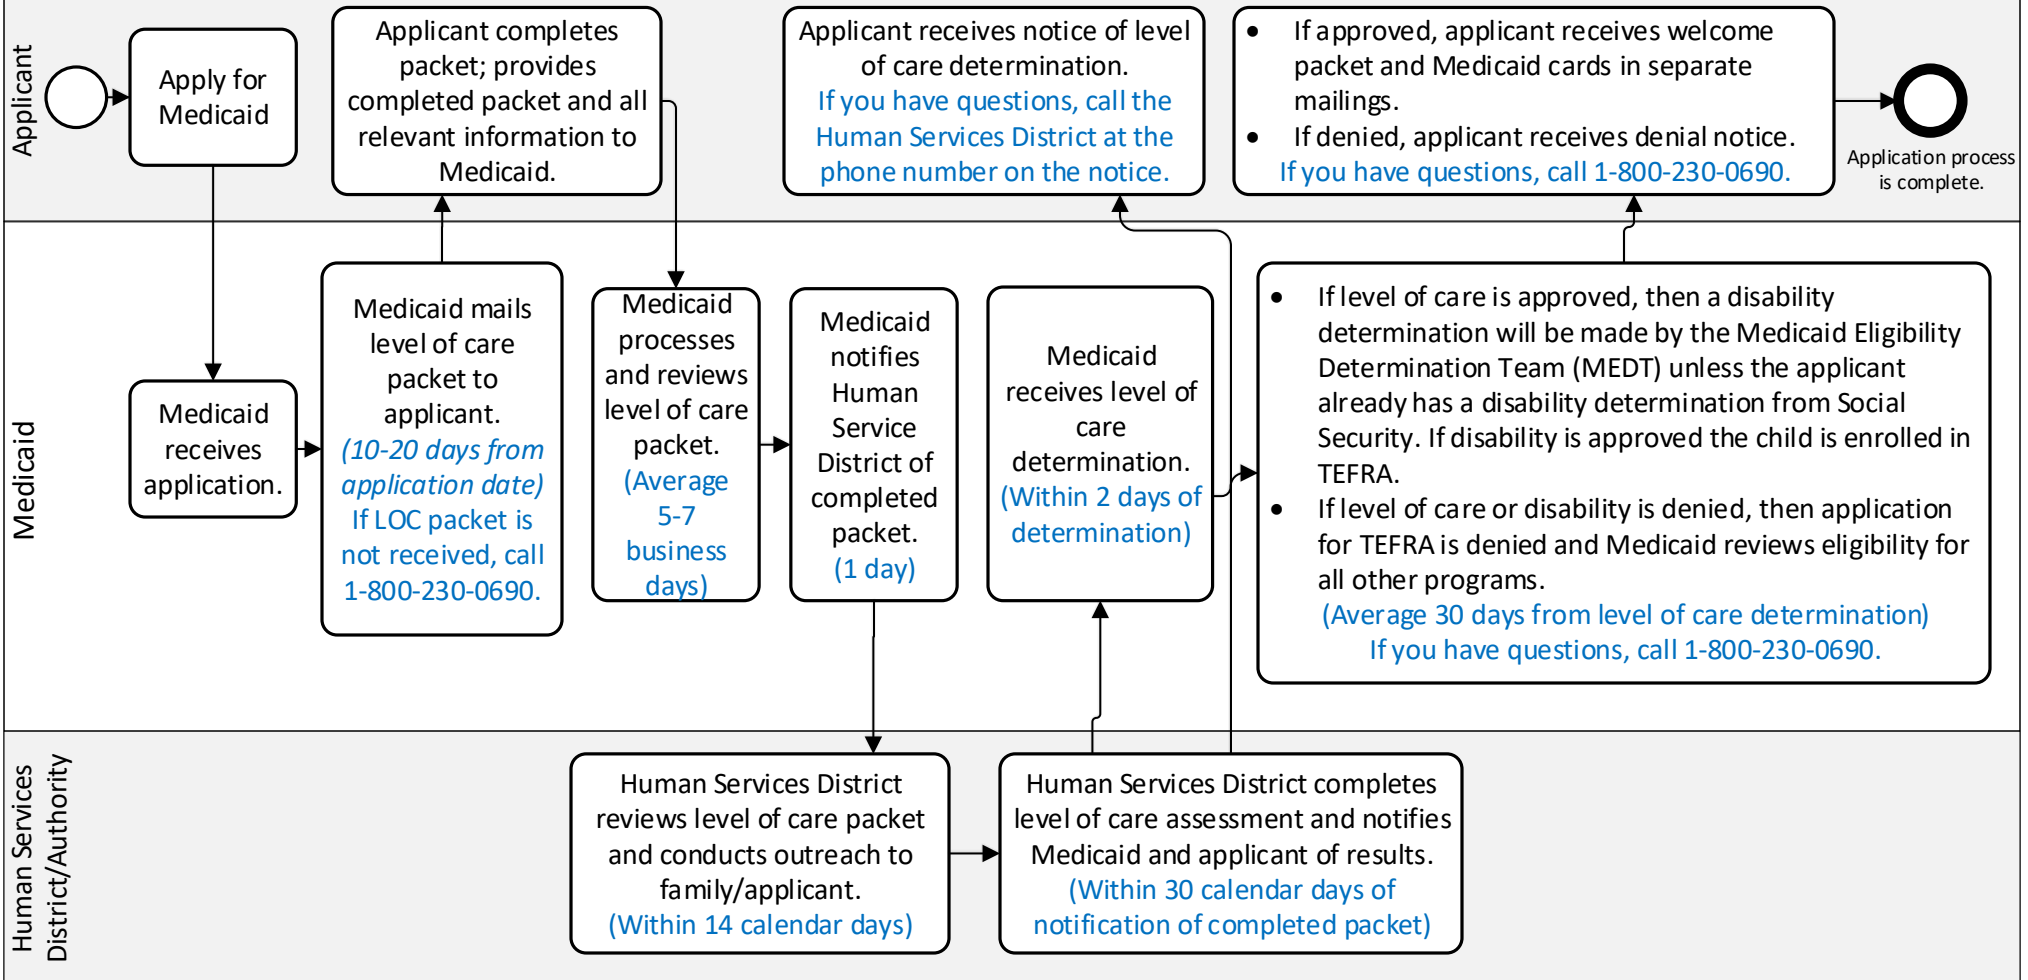 Applicant
Apply for
Medicaid
Applicant completes
packet; provides
completed packet and all
relevant information to
Medicaid.
Applicant receives notice of level
of care determination.
If you have questions, call the
Human Services District at the
phone number on the notice.
• If approved, applicant receives welcome
packet and Medicaid cards in separate
mailings.
• If denied, applicant receives denial notice.
If you have questions, call 1-800-230-0690.
Application process
is complete.
Medicaid
Medicaid
receives
application.
Medicaid mails
level of care
packet to
applicant.
(10-20 days from
application date)
If LOC packet is
not received, call
1-800-230-0690.
Medicaid
processes
and reviews
level of care
packet.
(Average
5-7
business
days)
Medicaid
notifies
Human
Service
District of
completed
packet.
(1 day)
Medicaid
receives level of
care
determination.
(Within 2 days of
determination)
• If level of care is approved, then a disability
determination will be made by the Medicaid Eligibility
Determination Team (MEDT) unless the applicant
already has a disability determination from Social
Security. If disability is approved the child is enrolled in
TEFRA.
• If level of care or disability is denied, then application
for TEFRA is denied and Medicaid reviews eligibility for
all other programs.
(Average 30 days from level of care determination)
If you have questions, call 1-800-230-0690.
Human Services
District/Authority
Human Services District
reviews level of care packet
and conducts outreach to
family/applicant.
(Within 14 calendar days)
Human Services District completes
level of care assessment and notifies
Medicaid and applicant of results.
(Within 30 calendar days of
notification of completed packet)